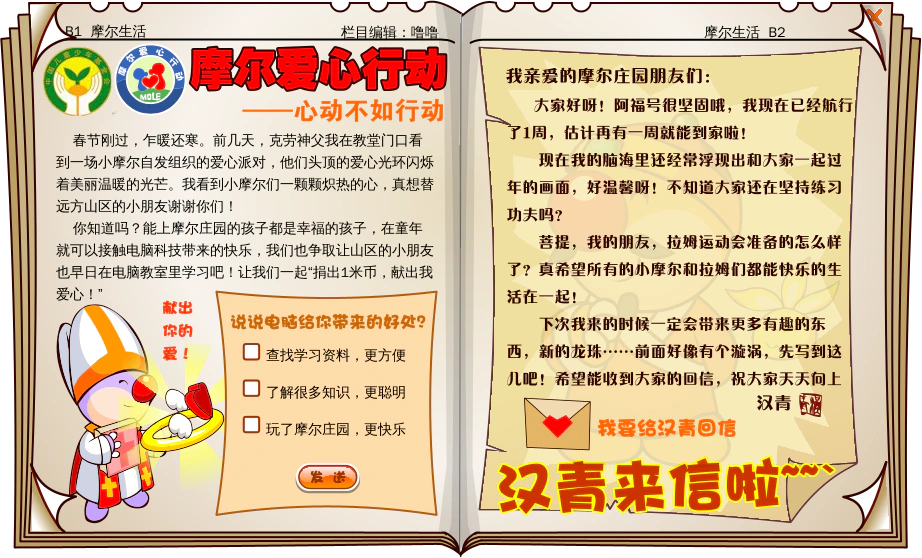 B1 摩尔生活
栏目编辑：噜噜
中国儿童少年基金会
摩尔爱心行动
MOLE
摩尔爱心行动
——心动不如行动
春节刚过，乍暖还寒。前几天，克劳神父我在教堂门口看
到一场小摩尔自发组织的爱心派对，他们头顶的爱心光环闪烁
着美丽温暖的光芒。我看到小摩尔们一颗颗炽热的心，真想替
远方山区的小朋友谢谢你们！
你知道吗？能上摩尔庄园的孩子都是幸福的孩子，在童年
就可以接触电脑科技带来的快乐，我们也争取让山区的小朋友
也早日在电脑教室里学习吧！让我们一起“捐出1米币，献出我
爱心！”
献出
你的
爱！
说说电脑给你带来的好处？
查找学习资料，更方便
了解很多知识，更聪明
玩了摩尔庄园，更快乐
发 送
摩尔生活 B2
我亲爱的摩尔庄园朋友们：
大家好呀！阿福号很坚固哦，我现在已经航行
了1周，估计再有一周就能到家啦！
现在我的脑海里还经常浮现出和大家一起过
年的画面，好温馨呀！不知道大家还在坚持练习
功夫吗？
菩提，我的朋友，拉姆运动会准备的怎么样
了？真希望所有的小摩尔和拉姆们都能快乐的生
活在一起！
下次我来的时候一定会带来更多有趣的东
西，新的龙珠……前面好像有个漩涡，先写到这
儿吧！希望能收到大家的回信，祝大家天天向上
汉青
我要给汉青回信
汉青来信啦~~~